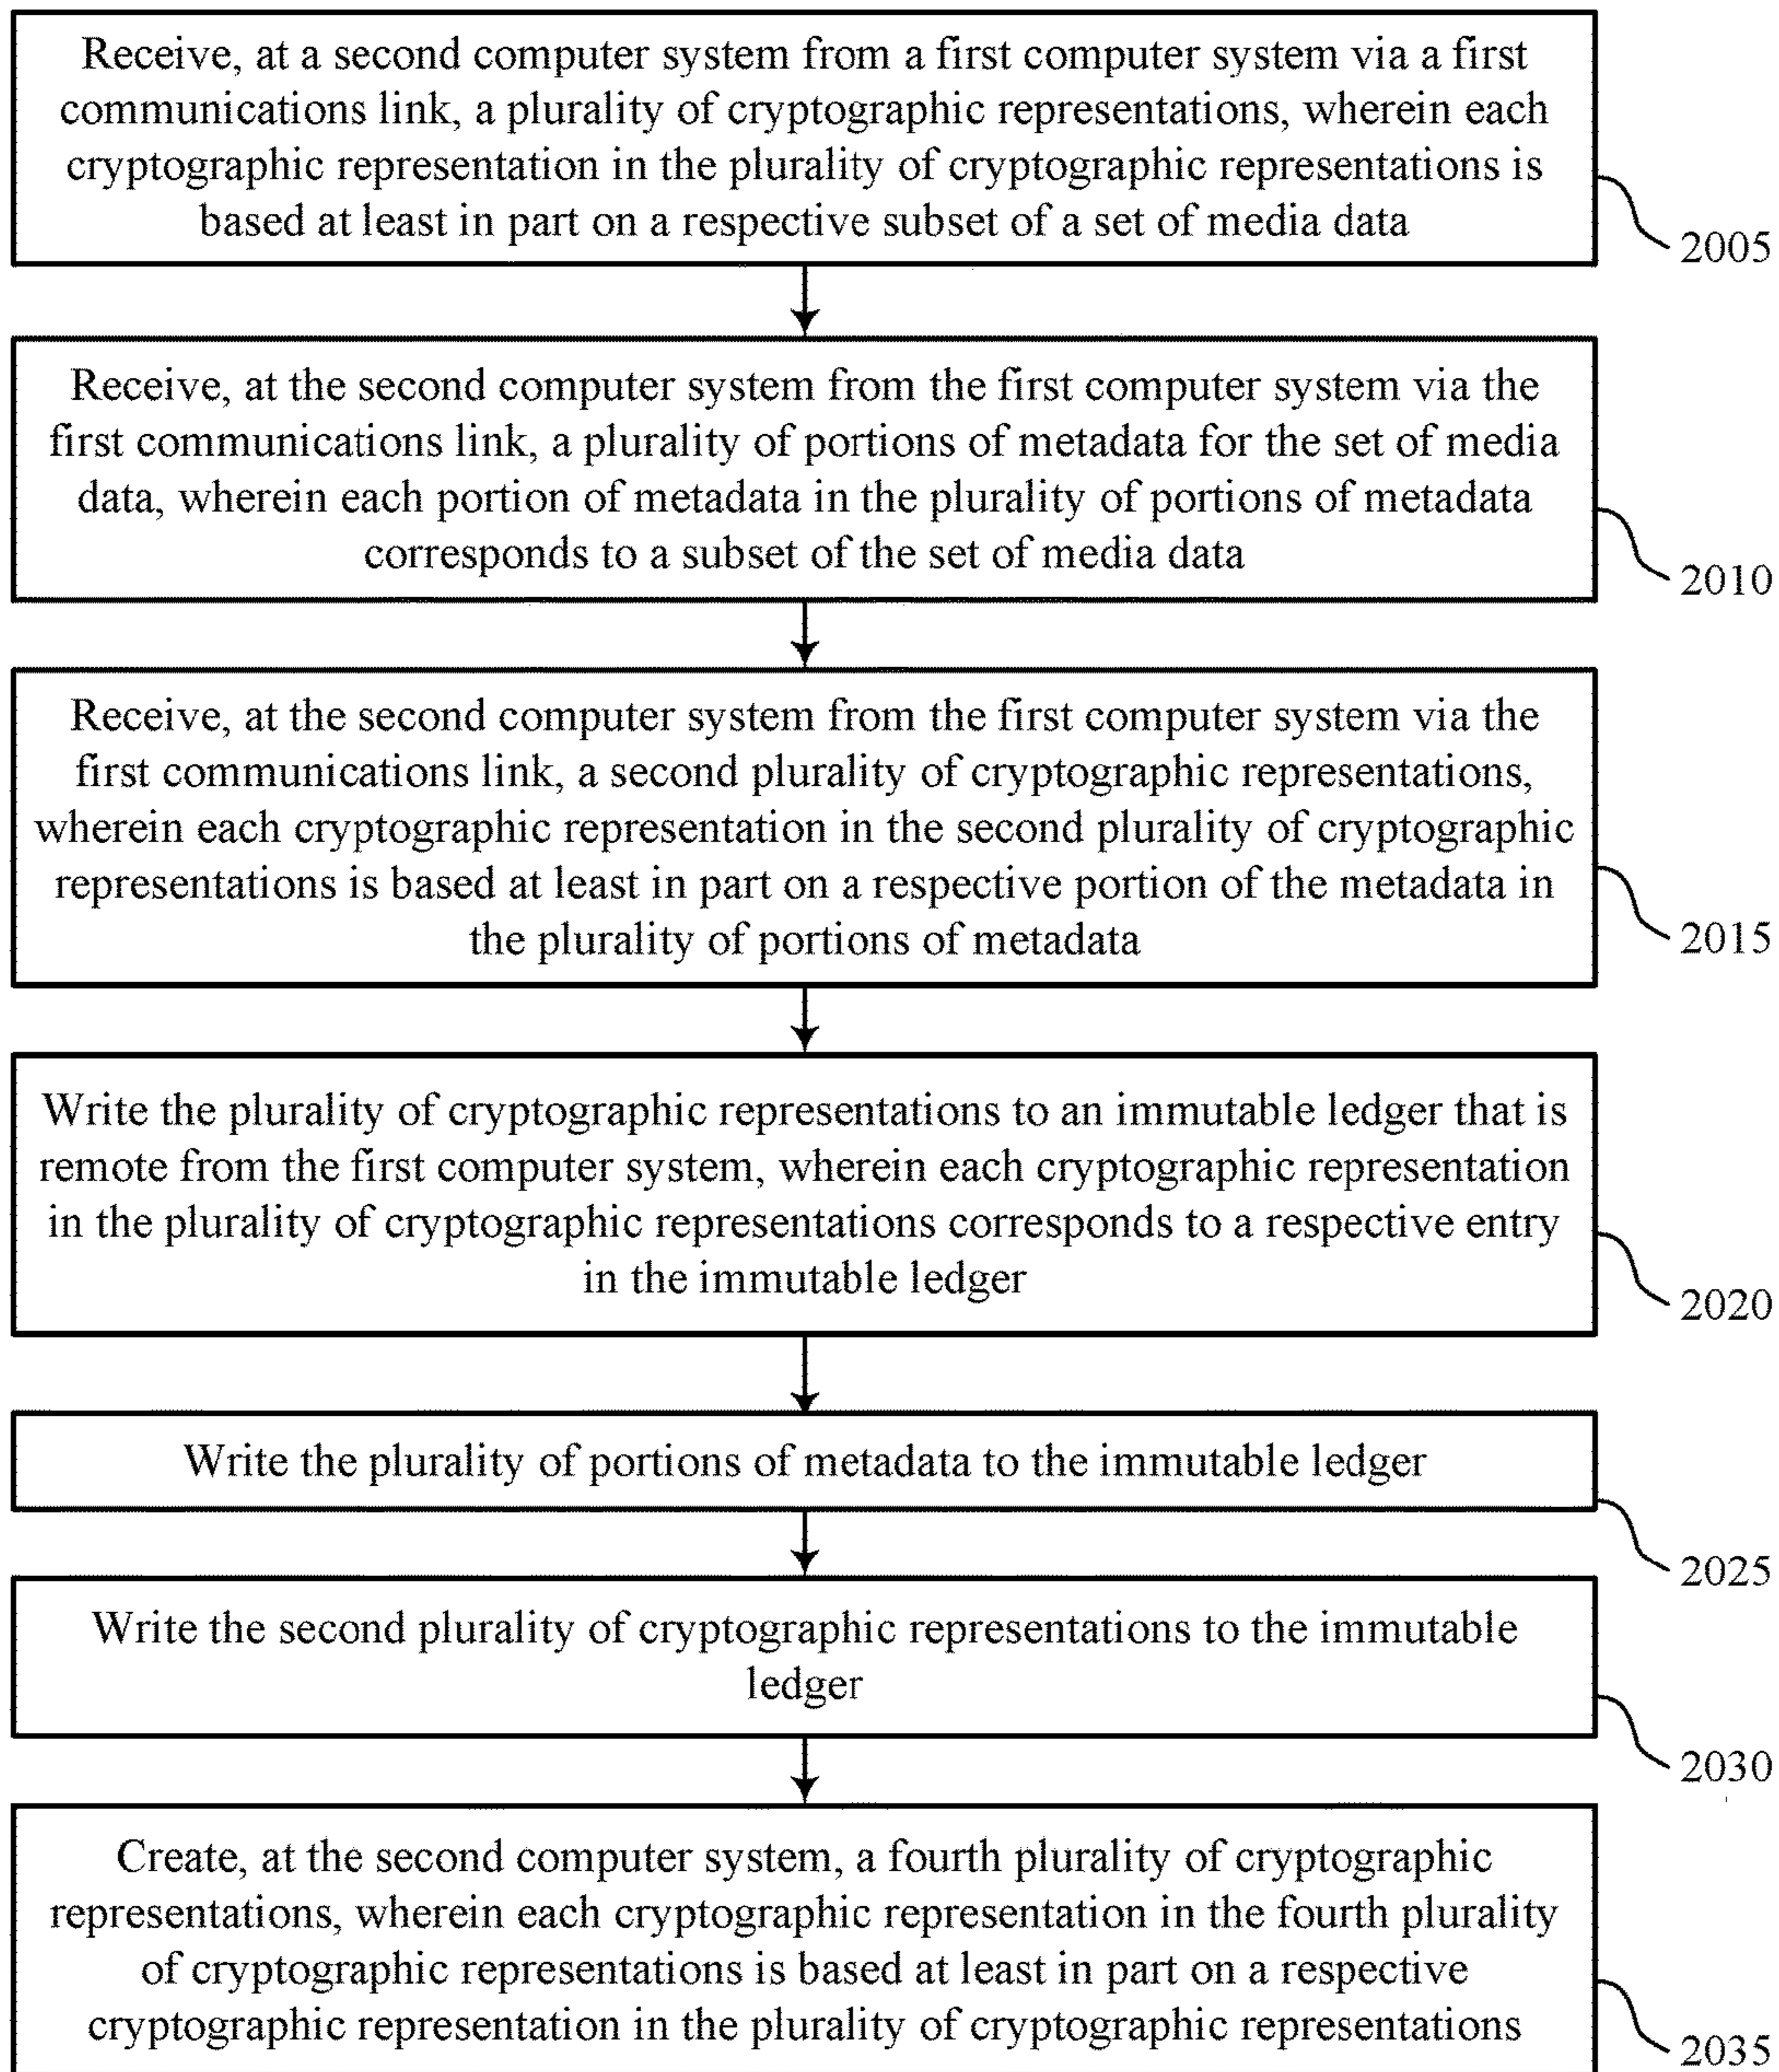 Receive, at a second computer system from a first computer system via a first
communications link, a plurality of cryptographic representations, wherein each
cryptographic representation in the plurality of cryptographic representations is
based at least in part on a respective subset of a set of media data
2005
Receive, at the second computer system from the first computer system via the
first communications link, a plurality of portions of metadata for the set of media
data, wherein each portion of metadata in the plurality of portions of metadata
corresponds to a subset of the set of media data
2010
Receive, at the second computer system from the first computer system via the
first communications link, a second plurality of cryptographic representations,
wherein each cryptographic representation in the second plurality of cryptographic
representations is based at least in part on a respective portion of the metadata in
the plurality of portions of metadata
2015
Write the plurality of cryptographic representations to an immutable ledger that is
remote from the first computer system, wherein each cryptographic representation
in the plurality of cryptographic representations corresponds to a respective entry
in the immutable ledger
2020
Write the plurality of portions of metadata to the immutable ledger
2025
Write the second plurality of cryptographic representations to the immutable
ledger
2030
Create, at the second computer system, a fourth plurality of cryptographic
representations, wherein each cryptographic representation in the fourth plurality
of cryptographic representations is based at least in part on a respective
cryptographic representation in the plurality of cryptographic representations
2035